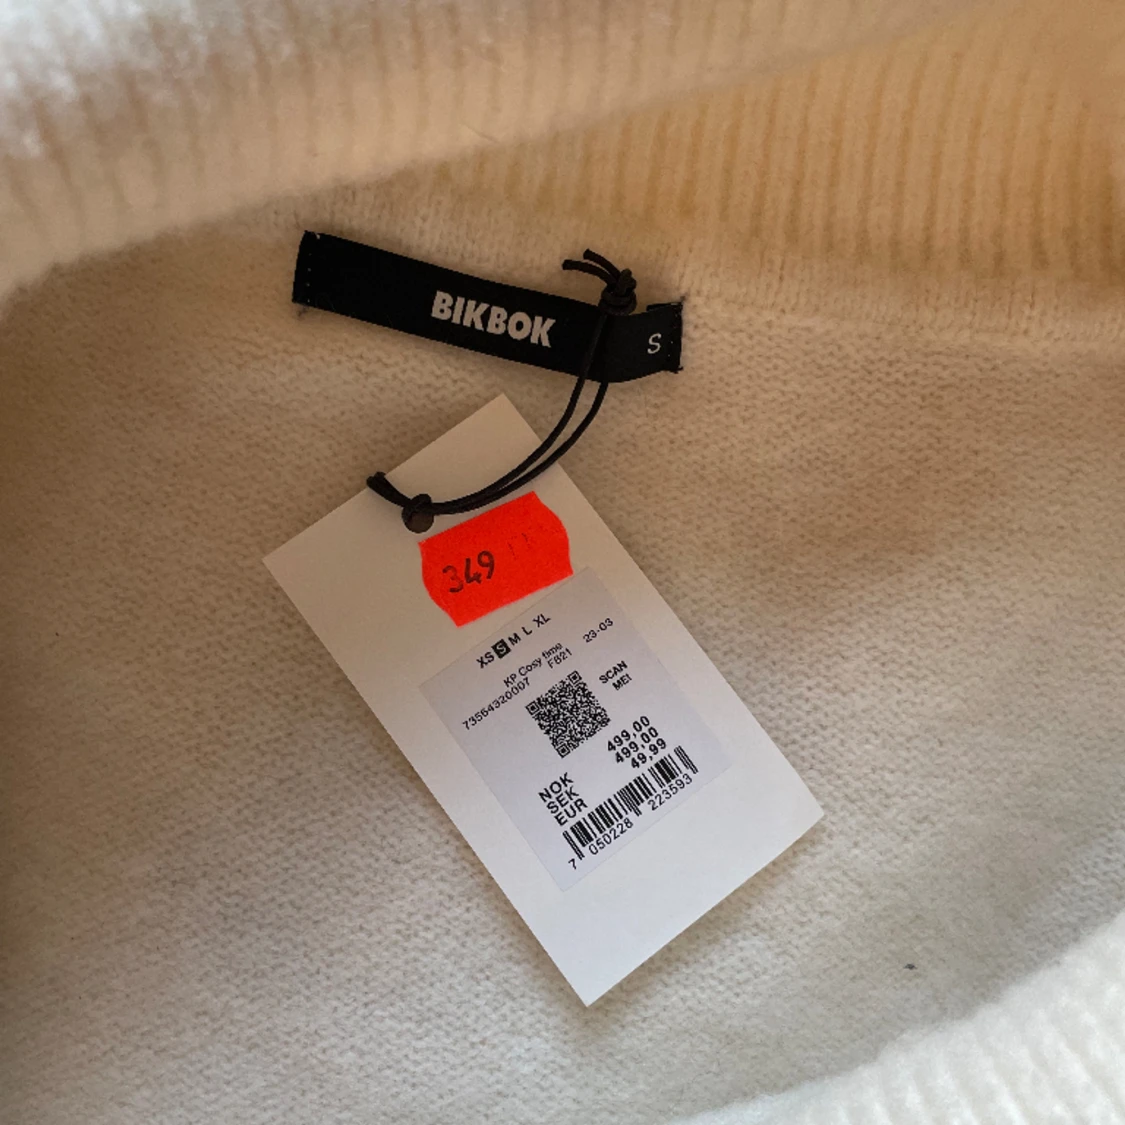 BIKBOK
S
349
XS S M L XL
KP Cosy time 23-03
73564320007 F821
SCAN
ME!
NOK 499,00
SEK 499,00
EUR 49,99
7 050228 223593